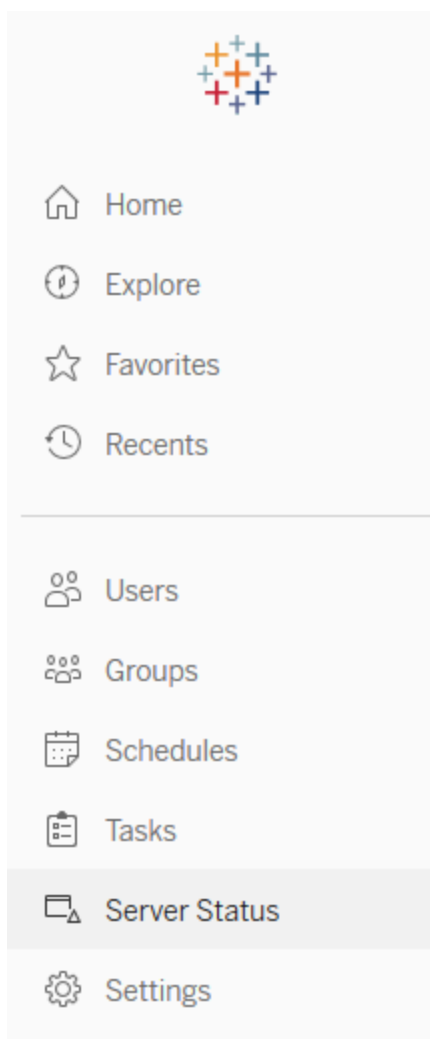 Home
Explore
Favorites
Recents
Users
Groups
Schedules
Tasks
Server Status
Settings